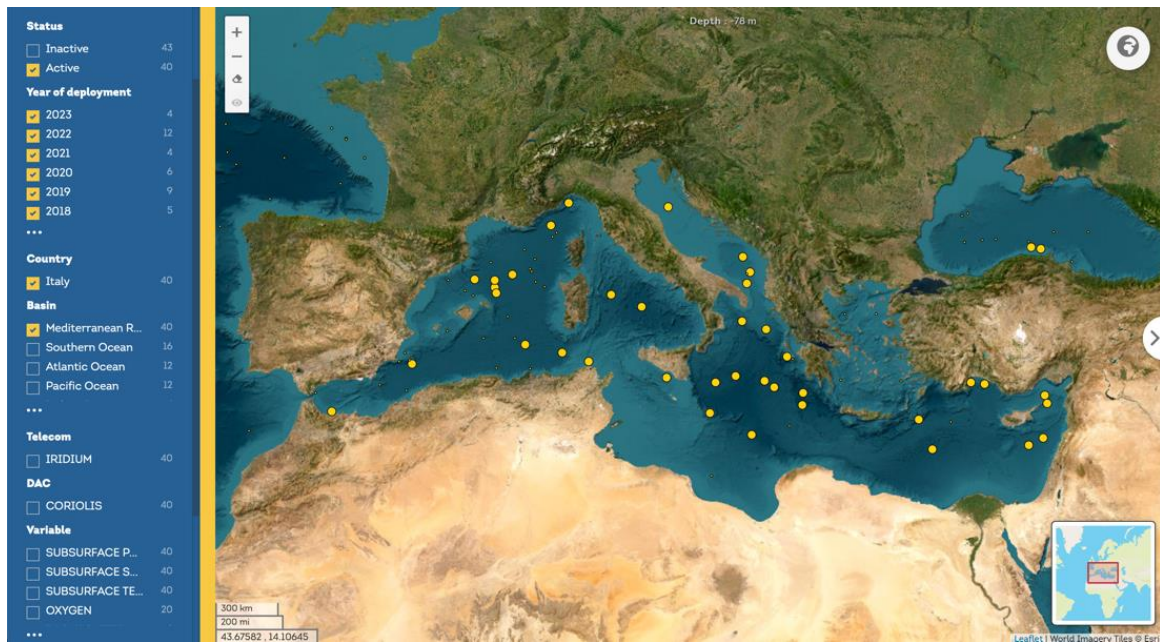 Status
Inactive 43
Active 40
Year of deployment
2023 4
2022 12
2021 4
2020 6
2019 9
2018 5
•••
Country
Italy 40
Basin
Mediterranean R... 40
Southern Ocean 16
Atlantic Ocean 12
Pacific Ocean 12
•••
Telecom
IRIDIUM 40
DAC
CORIOLIS 40
Variable
SUBSURFACE P... 40
SUBSURFACE S... 40
SUBSURFACE TE... 40
OXYGEN 20
•••
Depth : -78 m
300 km
200 mi
43.67582 , 14.10645
Leaflet | World Imagery Tiles © Esri